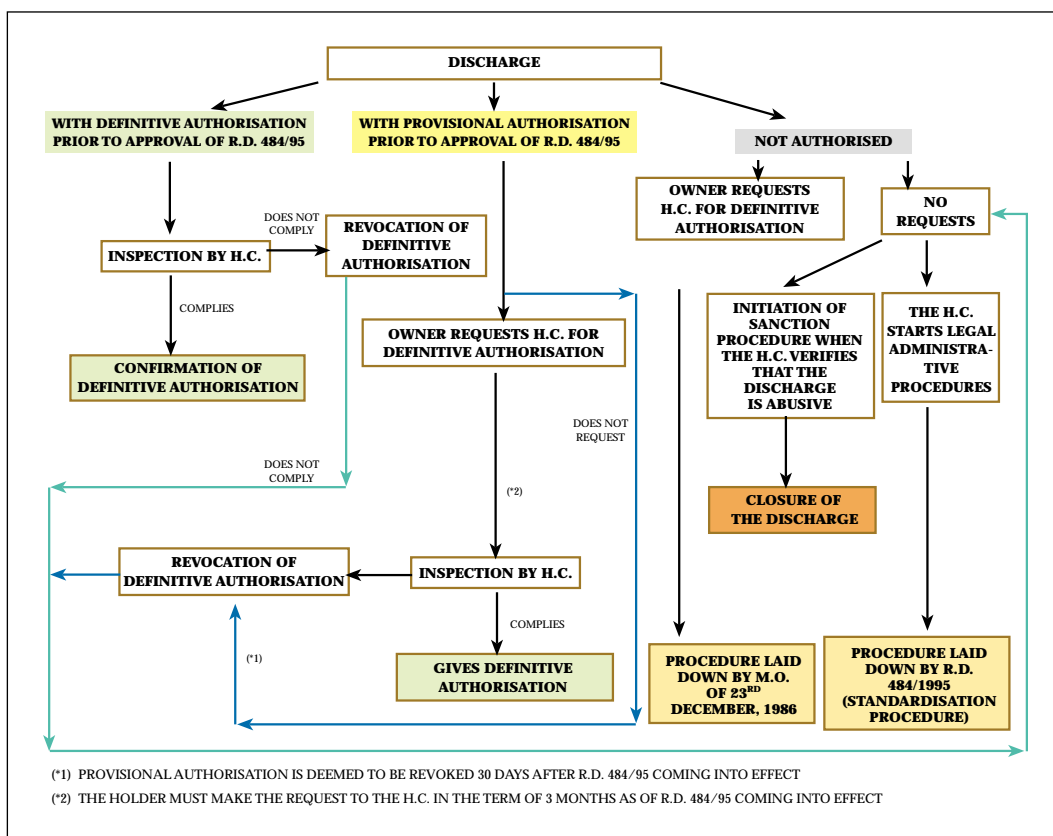 DISCHARGE
WITH DEFINITIVE AUTHORISATION
PRIOR TO APPROVAL OF R.D. 484/95
WITH PROVISIONAL AUTHORISATION
PRIOR TO APPROVAL OF R.D. 484/95
NOT AUTHORISED
OWNER REQUESTS
H.C. FOR DEFINITIVE
AUTHORISATION
NO
REQUESTS
DOES NOT
COMPLY
REVOCATION OF
DEFINITIVE
AUTHORISATION
INSPECTION BY H.C.
COMPLIES
CONFIRMATION OF
DEFINITIVE AUTHORISATION
OWNER REQUESTS H.C. FOR
DEFINITIVE AUTHORISATION
INITIATION OF
SANCTION
PROCEDURE WHEN
THE H.C. VERIFIES
THAT THE
DISCHARGE
IS ABUSIVE
THE H.C.
STARTS LEGAL
ADMINISTRA-
TIVE
PROCEDURES
DOES NOT
REQUEST
DOES NOT
COMPLY
(*2)
CLOSURE OF
THE DISCHARGE
REVOCATION OF
DEFINITIVE AUTHORISATION
INSPECTION BY H.C.
COMPLIES
(*1)
GIVES DEFINITIVE
AUTHORISATION
PROCEDURE LAID
DOWN BY M.O.
OF 23RD
DECEMBER, 1986
PROCEDURE LAID
DOWN BY R.D.
484/1995
(STANDARDISATION
PROCEDURE)
(*1) PROVISIONAL AUTHORISATION IS DEEMED TO BE REVOKED 30 DAYS AFTER R.D. 484/95 COMING INTO EFFECT
(*2) THE HOLDER MUST MAKE THE REQUEST TO THE H.C. IN THE TERM OF 3 MONTHS AS OF R.D. 484/95 COMING INTO EFFECT